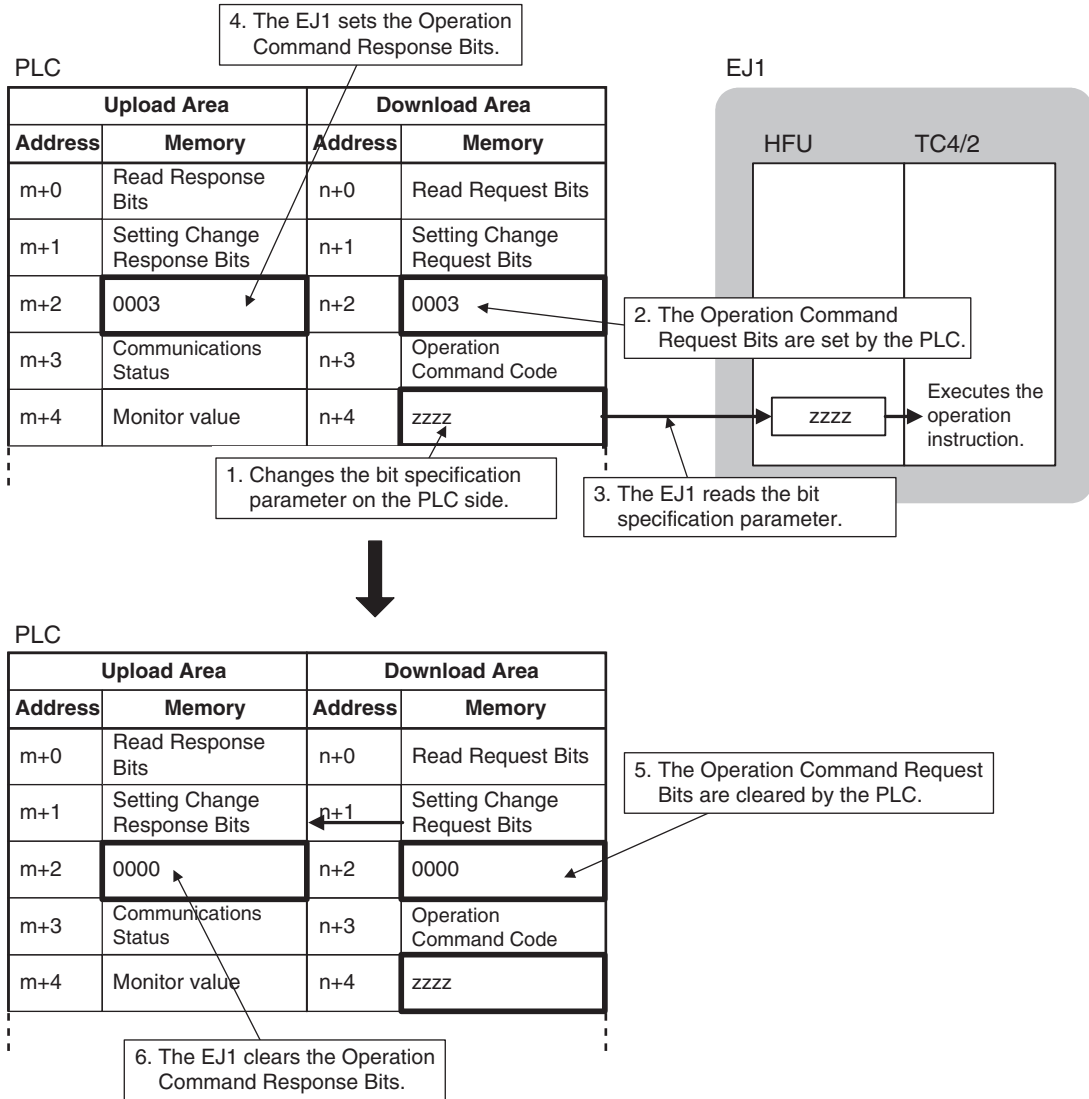 4. The EJ1 sets the Operation
Command Response Bits.
PLC
EJ1
Upload Area Download Area
Address Memory Address Memory
HFU TC4/2
m+0 Read Response
Bits n+0 Read Request Bits
m+1 Setting Change
Response Bits n+1 Setting Change
Request Bits
m+2 0003 n+2 0003
2. The Operation Command
Request Bits are set by the PLC.
m+3 Communications
Status n+3 Operation
Command Code
m+4 Monitor value n+4 zzzz
zzzz
Executes the
operation
instruction.
1. Changes the bit specification
parameter on the PLC side.
3. The EJ1 reads the bit
specification parameter.
PLC
Upload Area Download Area
Address Memory Address Memory
m+0 Read Response
Bits n+0 Read Request Bits
5. The Operation Command Request
Bits are cleared by the PLC.
m+1 Setting Change
Response Bits n+1 Setting Change
Request Bits
m+2 0000 n+2 0000
m+3 Communications
Status n+3 Operation
Command Code
m+4 Monitor value n+4 zzzz
6. The EJ1 clears the Operation
Command Response Bits.